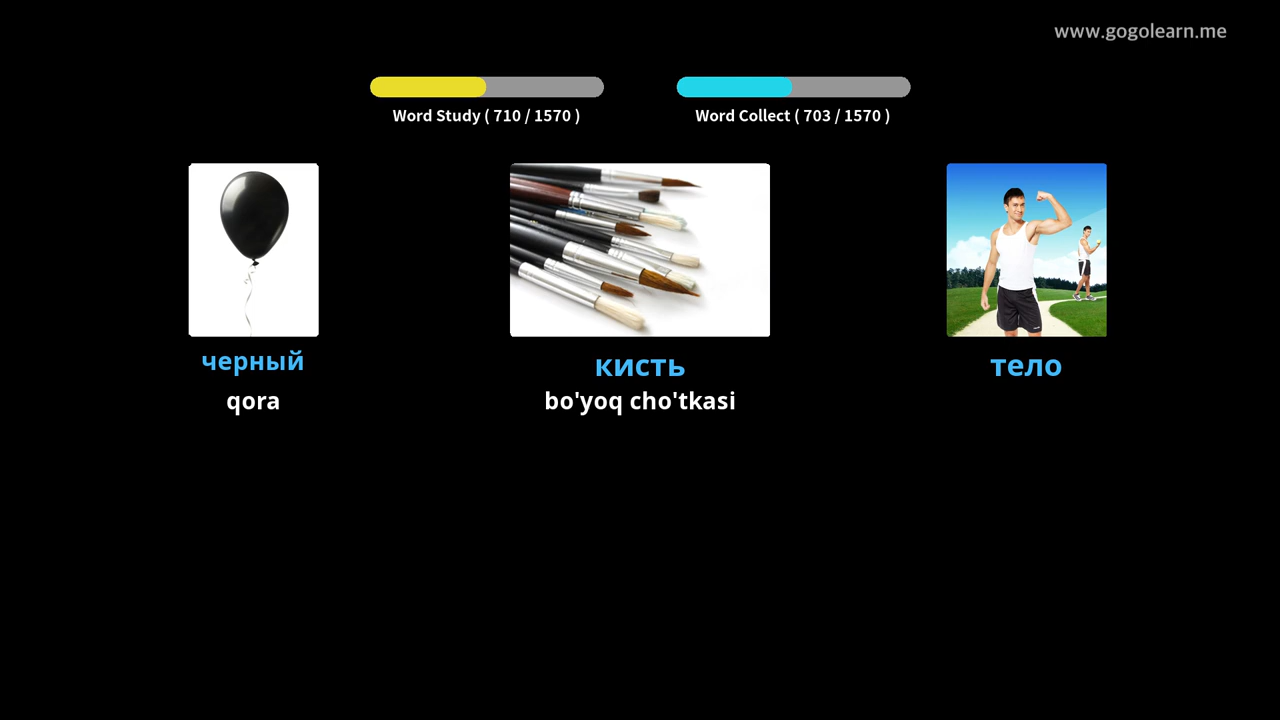 www.gogolearn.me
Word Study ( 710 / 1570 )
Word Collect ( 703 / 1570 )
черный
qora
кисть
bo'yoq cho'tkasi
тело